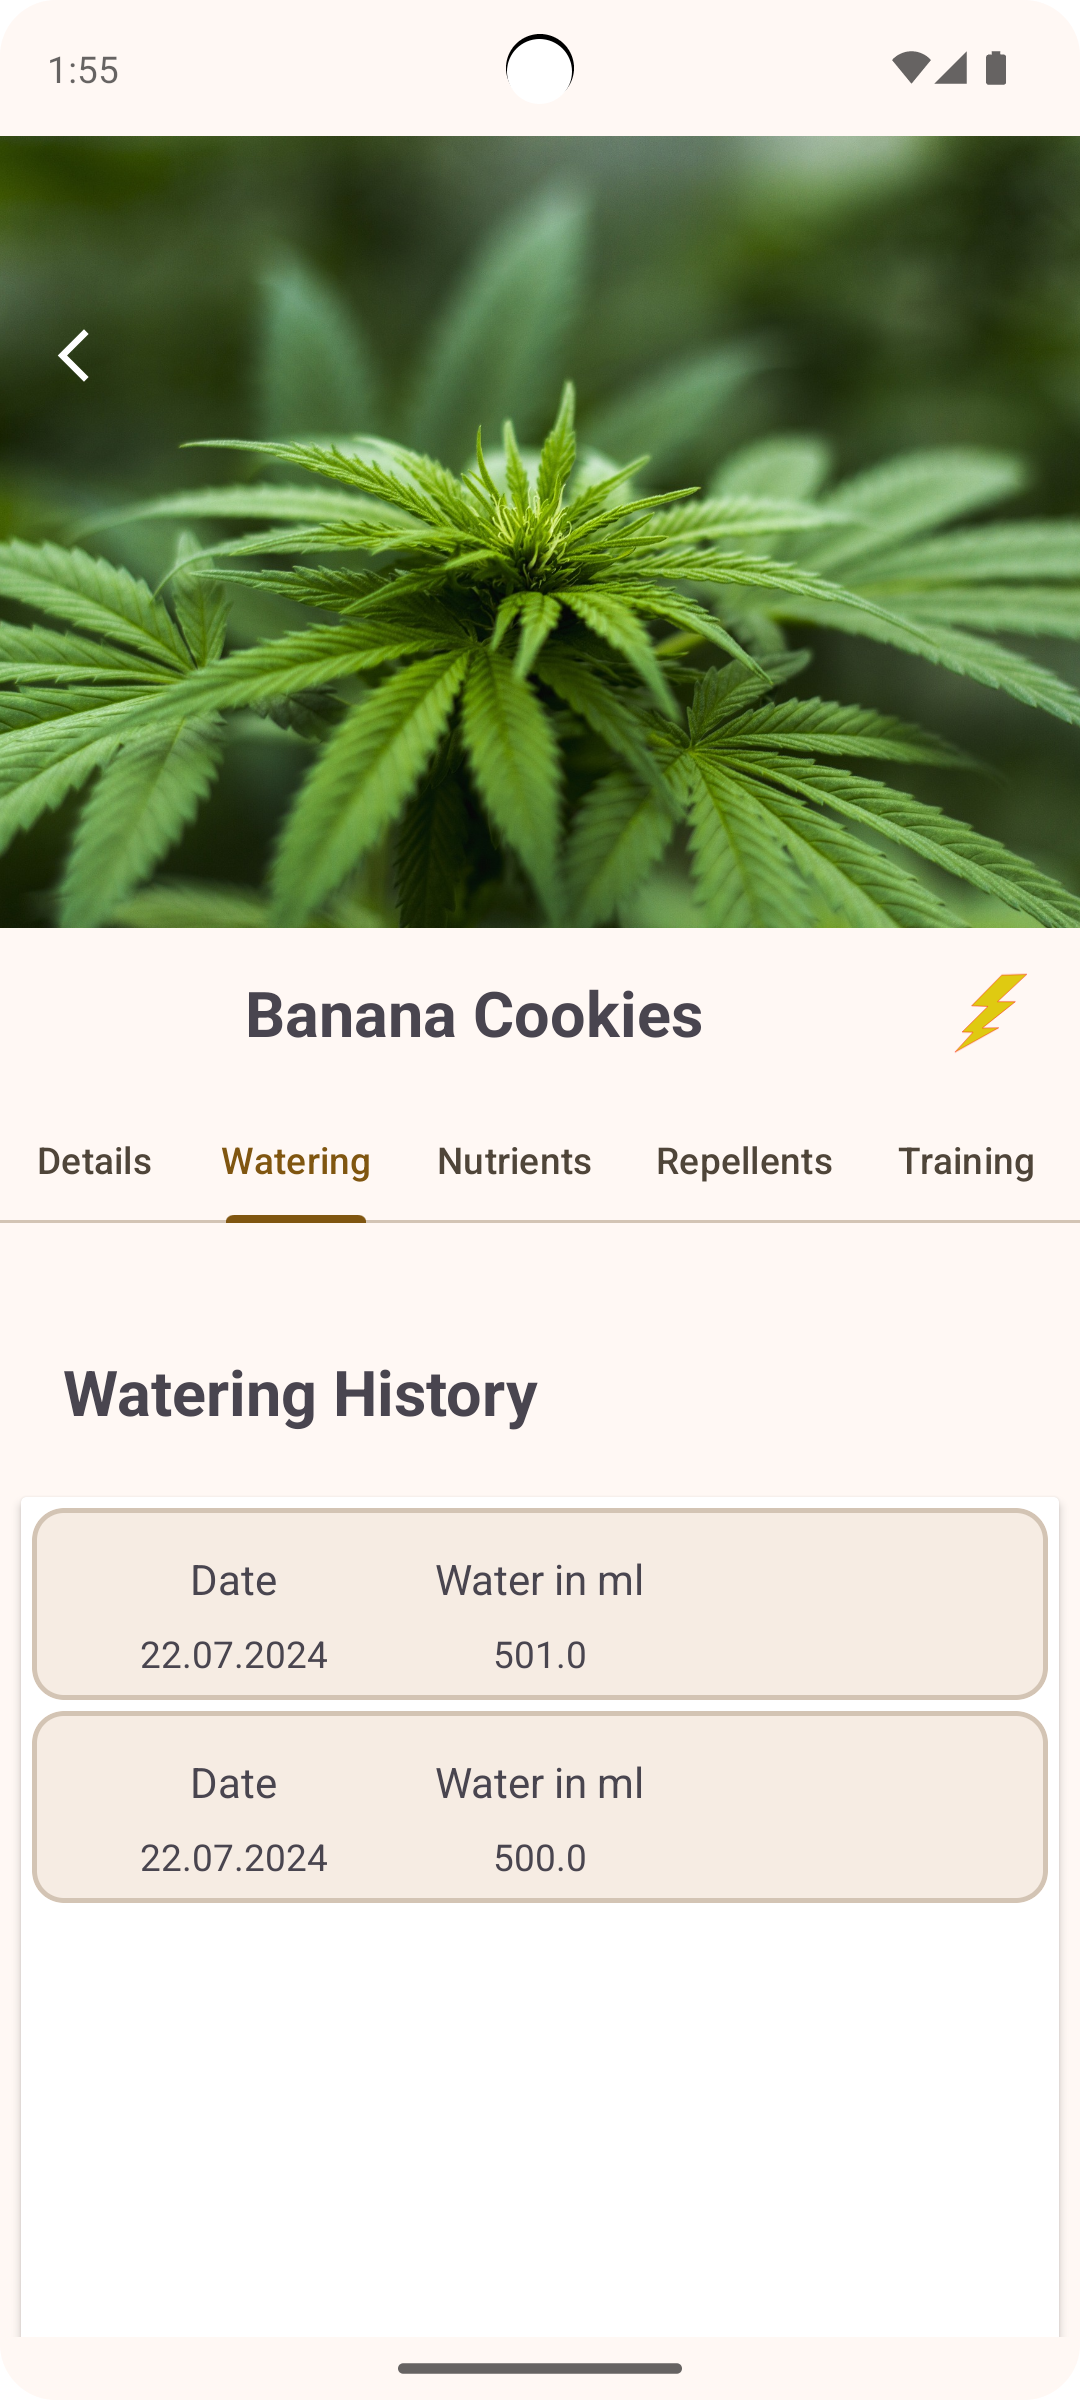 1:55
Banana Cookies
Details Watering Nutrients Repellents Training
Watering History
Date Water in ml
22.07.2024 501.0
Date Water in ml
22.07.2024 500.0